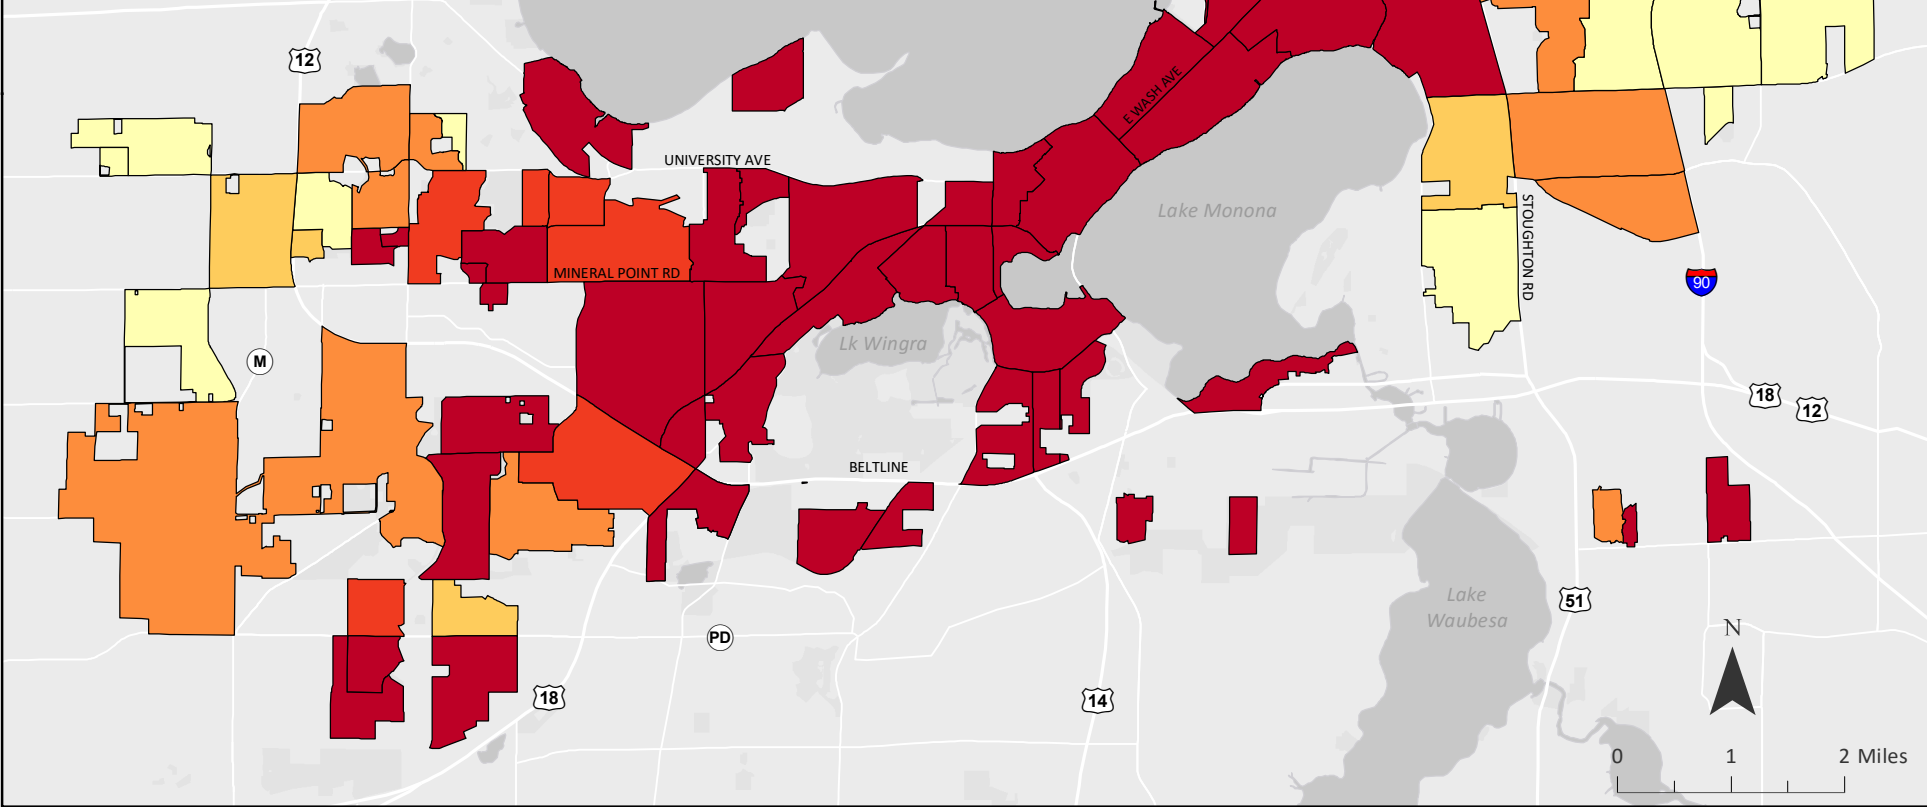 12
E WASH AVE
UNIVERSITY AVE
Lake Monona
STOUGHTON RD
MINERAL POINT RD
90
Lk Wingra
M
18
12
BELTLINE
51
Lake
Waubesa
PD
N
18
14
0 1 2 Miles